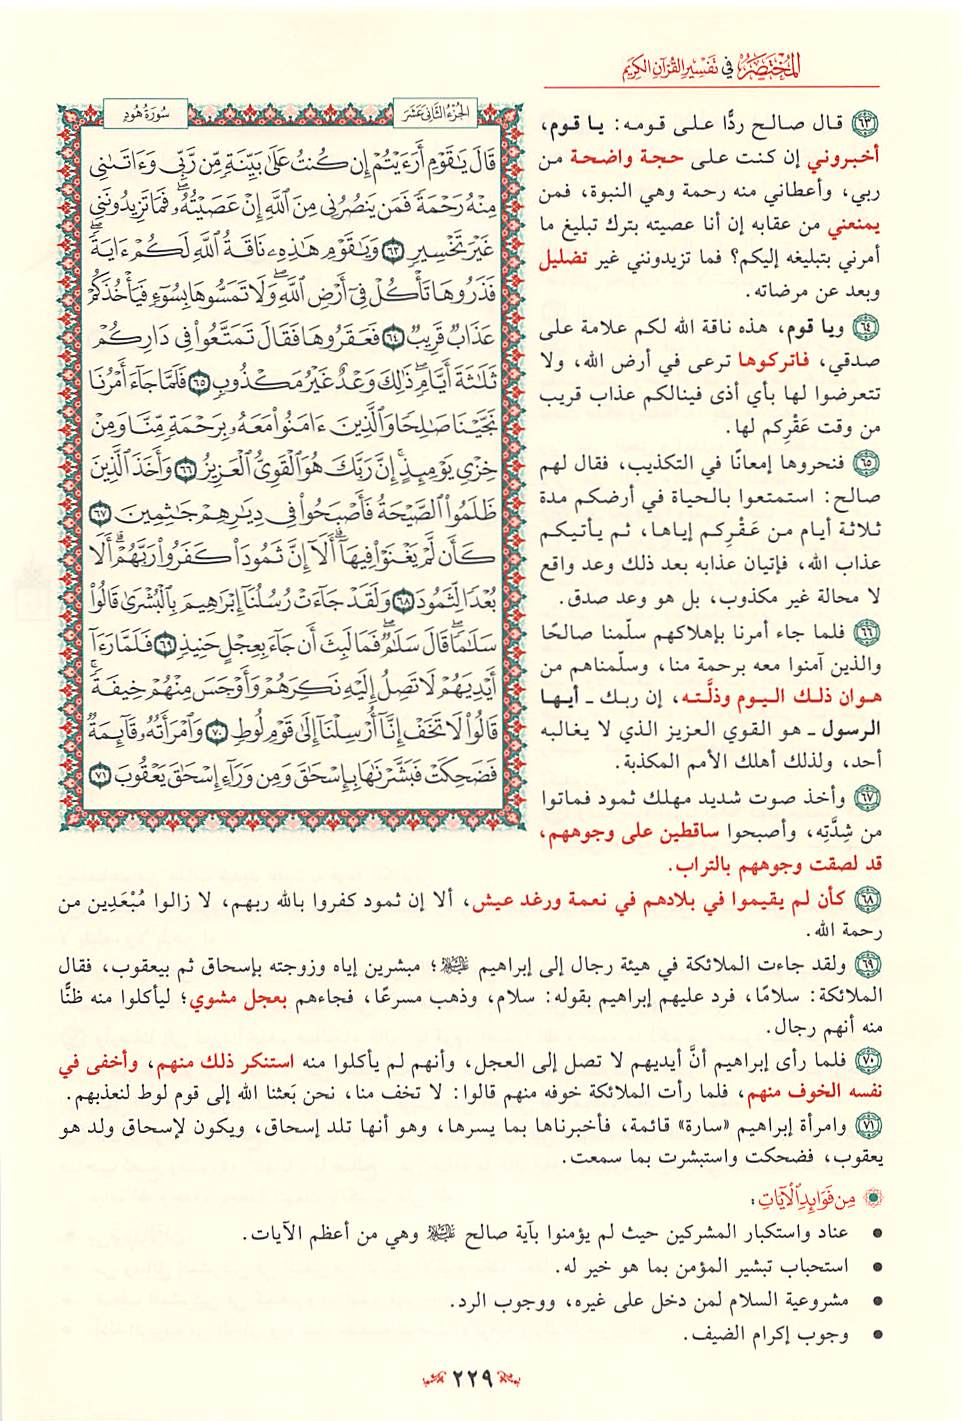 المختصر في تفسير القرآن الكريم
الجزء الثاني عشر
سورة هود
قَالَ يَٰقَوْمِ أَرَءَيْتُمْ إِن كُنتُ عَلَىٰ بَيِّنَةٍ مِّن رَّبِّي وَءَاتَىٰنِي
مِنْهُ رَحْمَةً فَمَن يَنصُرُنِي مِنَ ٱللَّهِ إِنْ عَصَيْتُهُۥۖ فَمَا تَزِيدُونَنِي
غَيْرَ تَخْسِيرٍ ٦٣ وَيَٰقَوْمِ هَٰذِهِۦ نَاقَةُ ٱللَّهِ لَكُمْ ءَايَةًۖ
فَذَرُوهَا تَأْكُلْ فِيٓ أَرْضِ ٱللَّهِۖ وَلَا تَمَسُّوهَا بِسُوٓءٍ فَيَأْخُذَكُمْ
عَذَابٌ قَرِيبٌ ٦٤ فَعَقَرُوهَا فَقَالَ تَمَتَّعُوا۟ فِي دَارِكُمْ
ثَلَٰثَةَ أَيَّامٍۖ ذَٰلِكَ وَعْدٌ غَيْرُ مَكْذُوبٍ ٦٥ فَلَمَّا جَآءَ أَمْرُنَا
نَجَّيْنَا صَٰلِحًا وَٱلَّذِينَ ءَامَنُوا۟ مَعَهُۥ بِرَحْمَةٍ مِّنَّا وَمِنْ
خِزْيِ يَوْمِئِذٍۗ إِنَّ رَبَّكَ هُوَ ٱلْقَوِيُّ ٱلْعَزِيزُ ٦٦ وَأَخَذَ ٱلَّذِينَ
ظَلَمُوا۟ ٱلصَّيْحَةُ فَأَصْبَحُوا۟ فِي دِيَٰرِهِمْ جَٰثِمِينَ ٦٧
كَأَن لَّمْ يَغْنَوْا۟ فِيهَآۗ أَلَآ إِنَّ ثَمُودَا۟ كَفَرُوا۟ رَبَّهُمْۗ أَلَا
بُعْدًا لِّثَمُودَ ٦٨ وَلَقَدْ جَآءَتْ رُسُلُنَآ إِبْرَٰهِيمَ بِٱلْبُشْرَىٰ قَالُوا۟
سَلَٰمًاۖ قَالَ سَلَٰمٌۖ فَمَا لَبِثَ أَن جَآءَ بِعِجْلٍ حَنِيذٍ ٦٩ فَلَمَّا رَءَآ
أَيْدِيَهُمْ لَا تَصِلُ إِلَيْهِ نَكِرَهُمْ وَأَوْجَسَ مِنْهُمْ خِيفَةًۚ
قَالُوا۟ لَا تَخَفْ إِنَّآ أُرْسِلْنَآ إِلَىٰ قَوْمِ لُوطٍ ٧٠ وَٱمْرَأَتُهُۥ قَآئِمَةٌ
فَضَحِكَتْ فَبَشَّرْنَٰهَا بِإِسْحَٰقَ وَمِن وَرَآءِ إِسْحَٰقَ يَعْقُوبَ ٧١
٦٣ قال صالح ردًّا على قومه: يا قوم،
أخبروني إن كنت على حجة واضحة من
ربي، وأعطاني منه رحمة وهي النبوة، فمن
يمنعني من عقابه إن أنا عصيته بترك تبليغ ما
أمرني بتبليغه إليكم؟ فما تزيدونني غير تضليل
وبعد عن مرضاته.
٦٤ ويا قوم، هذه ناقة الله لكم علامة على
صدقي، فاتركوها ترعى في أرض الله، ولا
تتعرضوا لها بأي أذى فينالكم عذاب قريب
من وقت عَقْرِكم لها.
٦٥ فنحروها إمعانًا في التكذيب، فقال لهم
صالح: استمتعوا بالحياة في أرضكم مدة
ثلاثة أيام من عَقْرِكم إياها، ثم يأتيكم
عذاب الله، فإتيان عذابه بعد ذلك وعد واقع
لا محالة غير مكذوب، بل هو وعد صدق.
٦٦ فلما جاء أمرنا بإهلاكهم سلَّمنا صالحًا
والذين آمنوا معه برحمة منا، وسلَّمناهم من
هوان ذلك اليوم وذلَّته، إن ربك ـ أيها
الرسول ـ هو القوي العزيز الذي لا يغالبه
أحد، ولذلك أهلك الأمم المكذبة.
٦٧ وأخذ صوت شديد مهلك ثمود فماتوا
من شِدَّتِه، وأصبحوا ساقطين على وجوههم،
قد لصقت وجوههم بالتراب.
٦٨ كأن لم يقيموا في بلادهم في نعمة ورغد عيش، ألا إن ثمود كفروا بالله ربهم، لا زالوا مُبْعَدِين من
رحمة الله.
٦٩ ولقد جاءت الملائكة في هيئة رجال إلى إبراهيم عليه السلام؛ مبشرين إياه وزوجته بإسحاق ثم بيعقوب، فقال
الملائكة: سلامًا، فرد عليهم إبراهيم بقوله: سلام، وذهب مسرعًا، فجاءهم بعجل مشوي؛ ليأكلوا منه ظنًّا
منه أنهم رجال.
٧٠ فلما رأى إبراهيم أنَّ أيديهم لا تصل إلى العجل، وأنهم لم يأكلوا منه استنكر ذلك منهم، وأخفى في
نفسه الخوف منهم، فلما رأت الملائكة خوفه منهم قالوا: لا تخف منا، نحن بَعثنا الله إلى قوم لوط لنعذبهم.
٧١ وامرأة إبراهيم «سارة» قائمة، فأخبرناها بما يسرها، وهو أنها تلد إسحاق، ويكون لإسحاق ولد هو
يعقوب، فضحكت واستبشرت بما سمعت.
من فوائد الآيات:
• عناد واستكبار المشركين حيث لم يؤمنوا بآية صالح عليه السلام وهي من أعظم الآيات.
• استحباب تبشير المؤمن بما هو خير له.
• مشروعية السلام لمن دخل على غيره، ووجوب الرد.
• وجوب إكرام الضيف.
٢٢٩